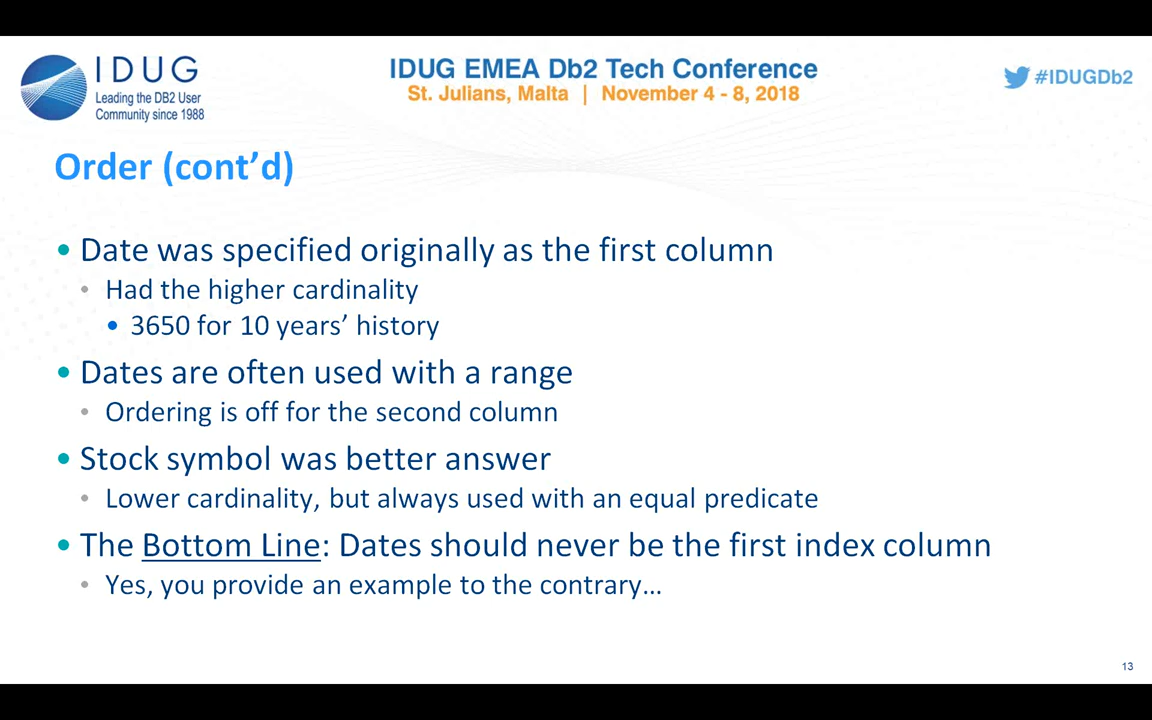 IDUG
Leading the DB2 User
Community since 1988
IDUG EMEA Db2 Tech Conference
St. Julians, Malta | November 4 - 8, 2018
#IDUGDb2
Order (cont’d)
• Date was specified originally as the first column
• Had the higher cardinality
• 3650 for 10 years’ history
• Dates are often used with a range
• Ordering is off for the second column
• Stock symbol was better answer
• Lower cardinality, but always used with an equal predicate
• The Bottom Line: Dates should never be the first index column
• Yes, you provide an example to the contrary…
13